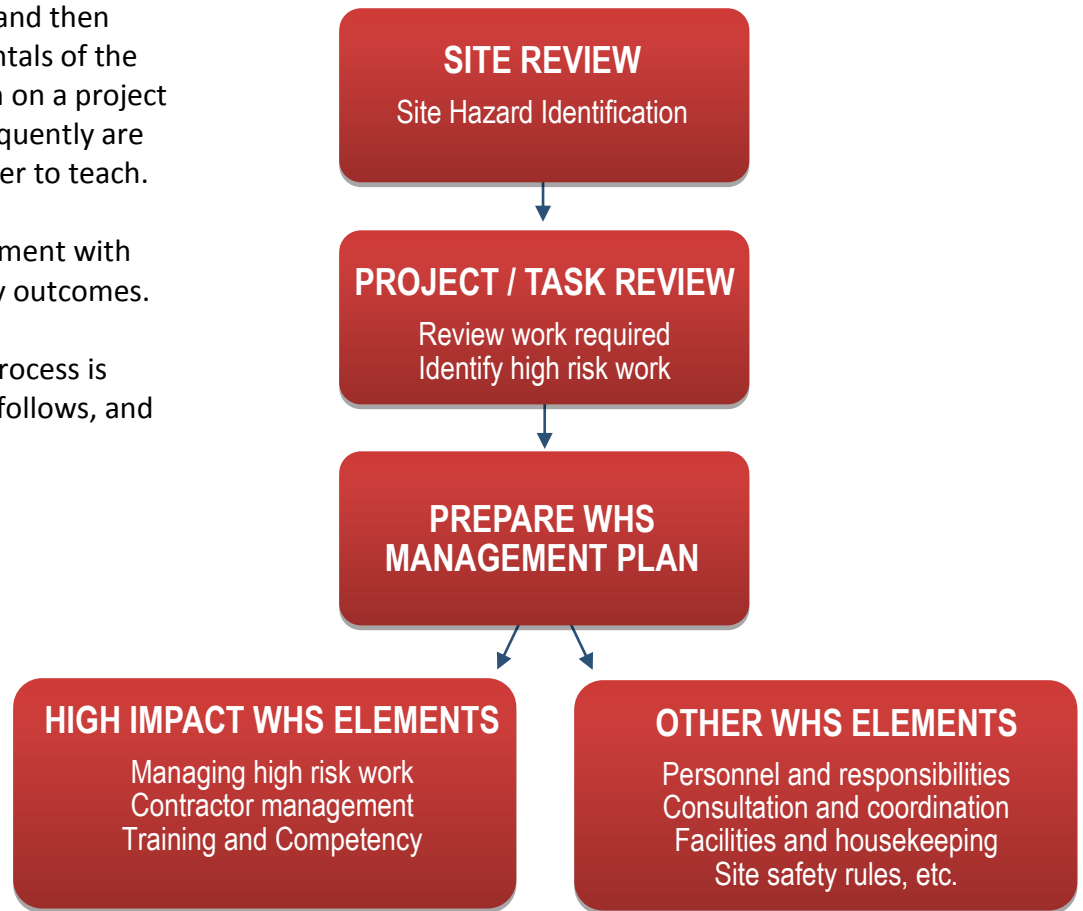 and then
ntals of the
n on a project
quently are
er to teach.
ment with
y outcomes.
rocess is
follows, and
SITE REVIEW
Site Hazard Identification
PROJECT / TASK REVIEW
Review work required
Identify high risk work
PREPARE WHS
MANAGEMENT PLAN
HIGH IMPACT WHS ELEMENTS
Managing high risk work
Contractor management
Training and Competency
OTHER WHS ELEMENTS
Personnel and responsibilities
Consultation and coordination
Facilities and housekeeping
Site safety rules, etc.